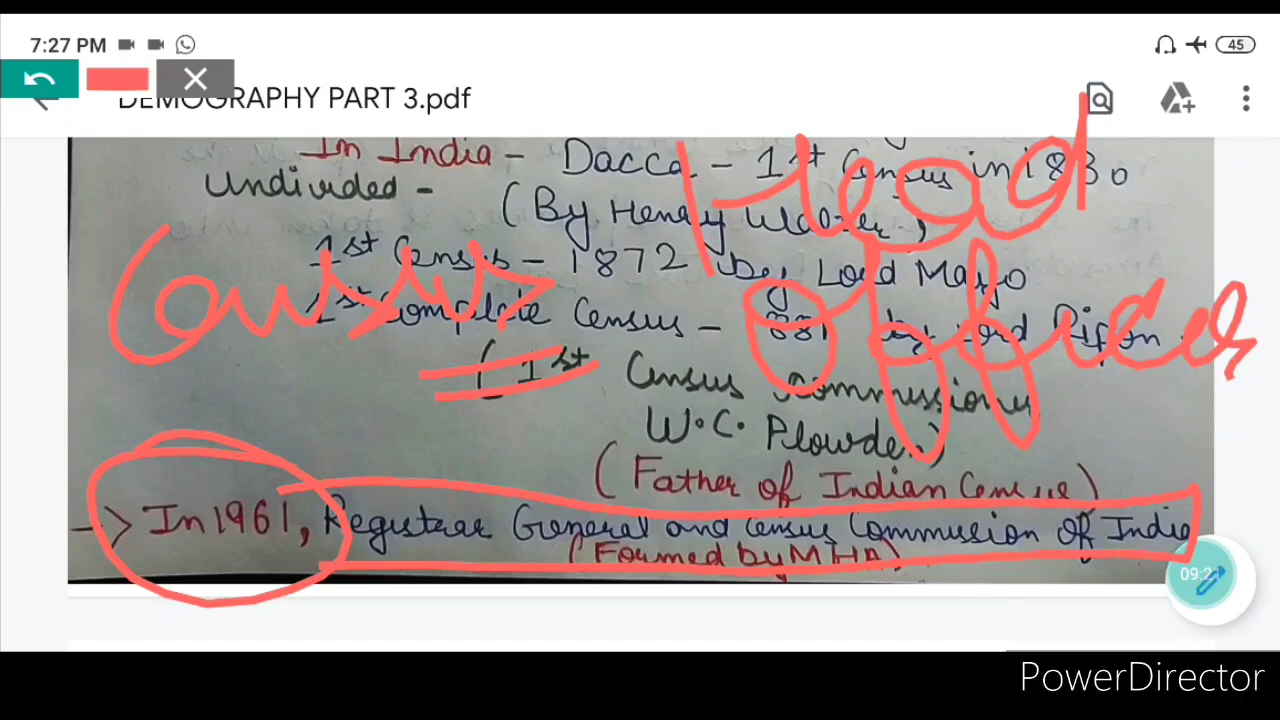 7:27 PM
45
DEMOGRAPHY PART 3.pdf
In India - Dacca - 1st Census in 1830
Undivided - (By Henry Walter)
1st Census - 1872 by Lord Mayo
1st Complete Census - 1881 by Lord Ripon
(1st Census Commissioner
W.C. Plowden)
(Father of Indian Census)
-> In 1961, Registrar General and Census Commission of India
(Formed by MHA)
Head
Census Officer
09:21
PowerDirector